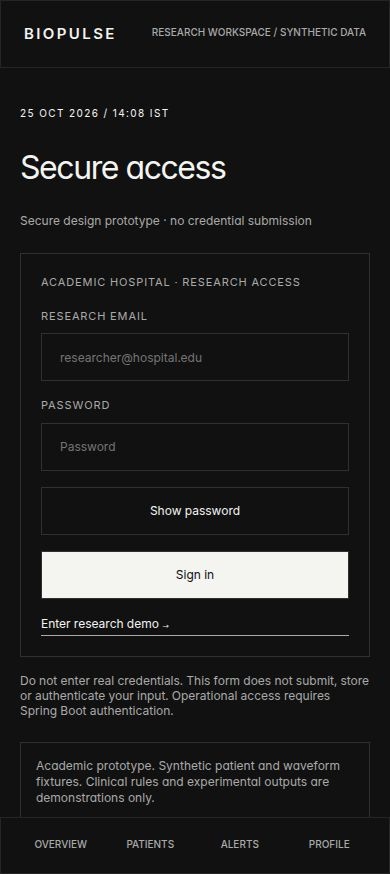 BIOPULSE
RESEARCH WORKSPACE / SYNTHETIC DATA
25 OCT 2026 / 14:08 IST
Secure access
Secure design prototype · no credential submission
ACADEMIC HOSPITAL · RESEARCH ACCESS
RESEARCH EMAIL
researcher@hospital.edu
PASSWORD
Password
Show password
Sign in
Enter research demo →
Do not enter real credentials. This form does not submit, store
or authenticate your input. Operational access requires
Spring Boot authentication.
Academic prototype. Synthetic patient and waveform
fixtures. Clinical rules and experimental outputs are
demonstrations only.
OVERVIEW PATIENTS ALERTS PROFILE